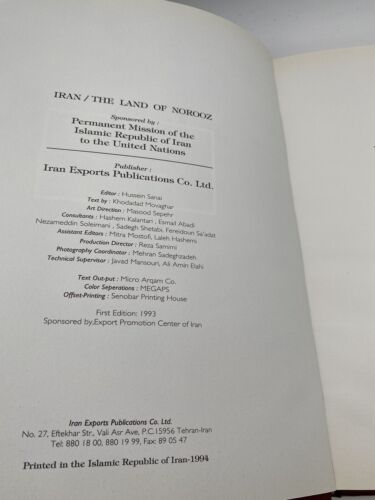 IRAN / THE LAND OF NOROOZ
Sponsored by :
Permanent Mission of the
Islamic Republic of Iran
to the United Nations
Publisher :
Iran Exports Publications Co. Ltd.
Editor : Hussein Sanai
Text by : Khodadad Movaghar
Art Direction : Masood Sepehr
Consultants : Hashem Kalantari , Esmail Abadi
Nezameddin Soleimani , Sadegh Shetabi, Fereidoun Sa'adat
Assistant Editors : Mitra Mostofi, Laleh Hashemi
Production Director : Reza Samimi
Photography Coordinator : Mehran Sadeghzadeh
Technical Supervisor : Javad Mansouri, Ali Amin Elahi
Text Out-put : Micro Arqam Co.
Color Seperations : MEGAPS
Offset-Printing : Senobar Printing House
First Edition: 1993
Sponsored by,Export Promotion Center of Iran
Iran Exports Publications Co. Ltd.
No. 27, Eftekhar Str., Vali Asr Ave, P.C:15956 Tehran-Iran
Tel: 880 18 00, 880 19 99, Fax: 89 05 47
Printed in the Islamic Republic of Iran-1994